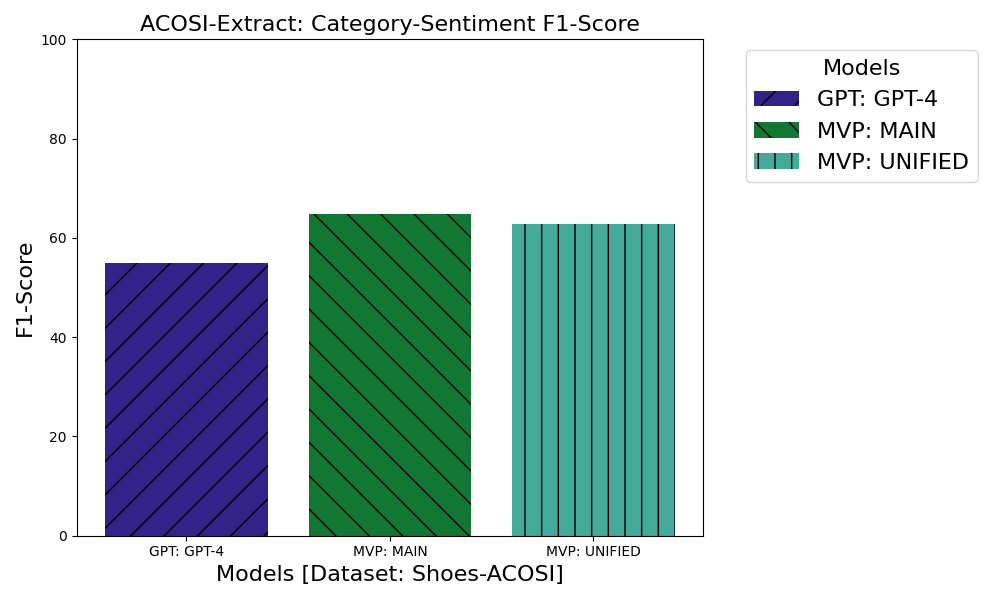 ACOSI-Extract: Category-Sentiment F1-Score
100
80
60
40
20
0
F1-Score
GPT: GPT-4
MVP: MAIN
MVP: UNIFIED
Models [Dataset: Shoes-ACOSI]
Models
GPT: GPT-4
MVP: MAIN
MVP: UNIFIED